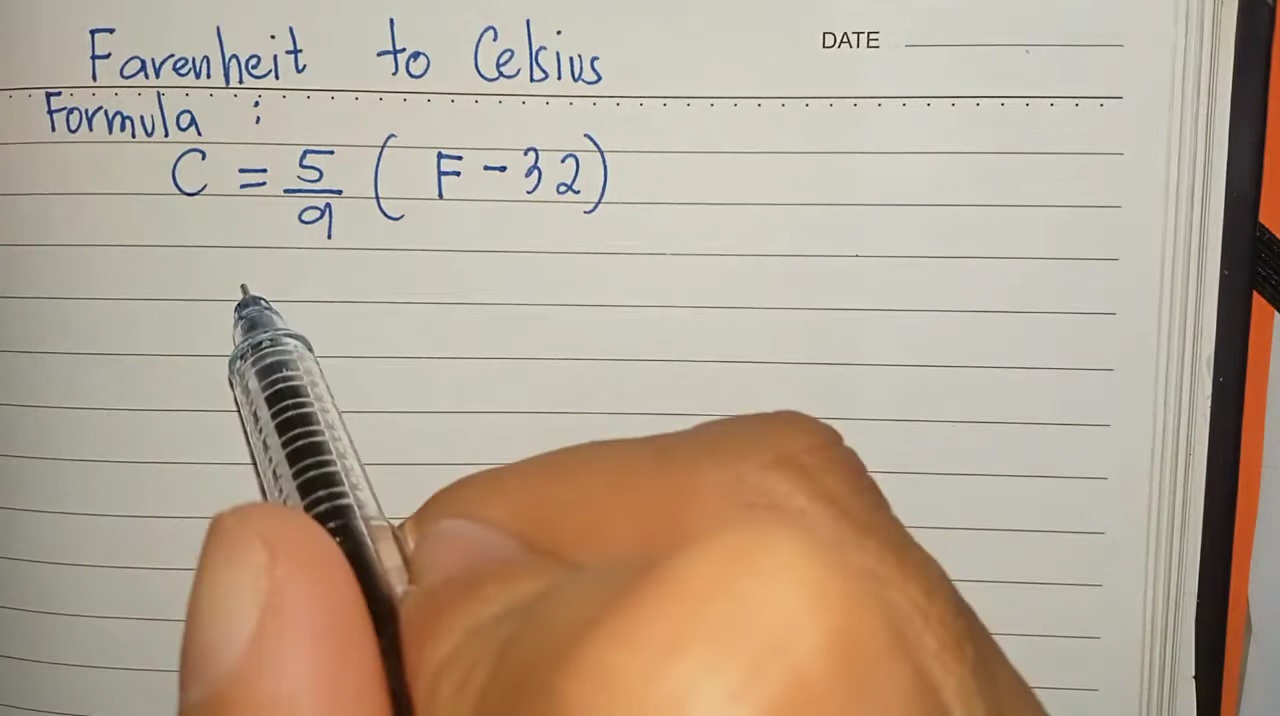 Farenheit to Celsius
DATE
Formula :
C = 5/9 ( F - 32)